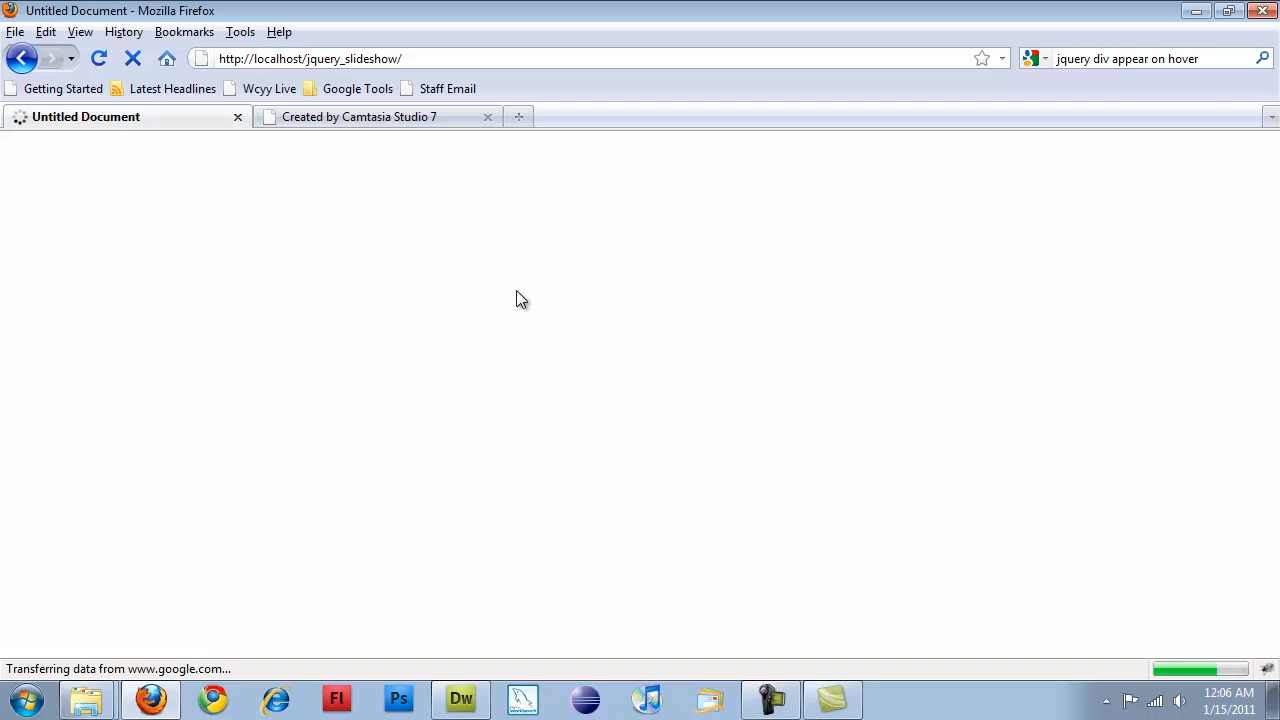 Untitled Document - Mozilla Firefox
File Edit View History Bookmarks Tools Help
http://localhost/jquery_slideshow/ jquery div appear on hover
Getting Started Latest Headlines Wcyy Live Google Tools Staff Email
Untitled Document Created by Camtasia Studio 7
Transferring data from www.google.com...
Fl Ps Dw Workbench
12:06 AM
1/15/2011